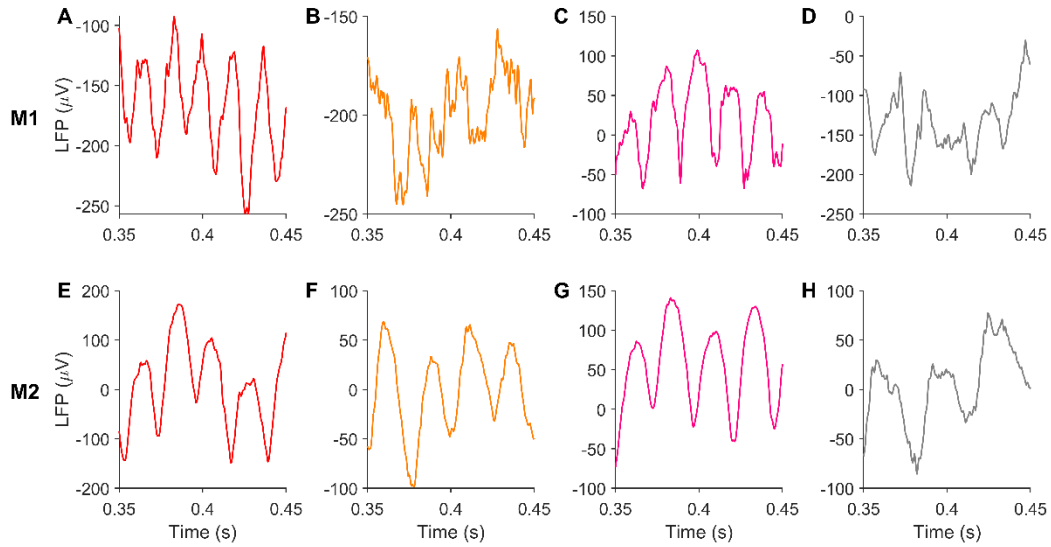 A B C D
-100 -150 150 0
-150 -200 -250 LFP (μV)
-200 -250
100 50 0 -50 -100
-50 -100 -150 -200 -250
M1
0.35 0.4 0.45 0.35 0.4 0.45 0.35 0.4 0.45 0.35 0.4 0.45
E F G H
200 100 0 -100 -200 LFP (μV)
100 50 0 -50 -100
150 100 50 0 -50 -100
100 50 0 -50 -100
M2
0.35 0.4 0.45 0.35 0.4 0.45 0.35 0.4 0.45 0.35 0.4 0.45
Time (s) Time (s) Time (s) Time (s)